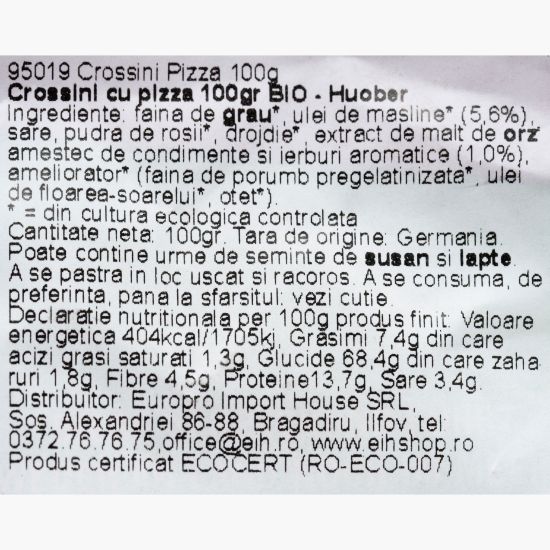 95019 Crossini Pizza 100g
Crossini cu pizza 100gr BIO - Huober
Ingrediente: faina de grau*, ulei de masline* (5,6%),
sare, pudra de rosii*, drojdie*, extract de malt de orz
amestec de condimente si ierburi aromatice (1,0%),
ameliorator* (faina de porumb pregelatinizata*, ulei
de floarea-soarelui*, otet*).
* = din cultura ecologica controlata
Cantitate neta: 100gr. Tara de origine: Germania.
Poate contine urme de seminte de susan si lapte.
A se pastra in loc uscat si racoros. A se consuma, de
preferinta, pana la sfarsitul: vezi cutie.
Declaratie nutritionala per 100g produs finit: Valoare
energetica 404kcal/1705kj, Grăsimi 7,4g din care
acizi grasi saturati 1,3g, Glucide 68,4g din care zaha
ruri 1,8g, Fibre 4,5g, Proteine13,7g, Sare 3,4g.
Distribuitor: Europro Import House SRL,
Sos. Alexandriei 86-88, Bragadiru, Ilfov, tel:
0372.76.76.75,office@eih.ro, www.eihshop.ro
Produs certificat ECOCERT (RO-ECO-007)